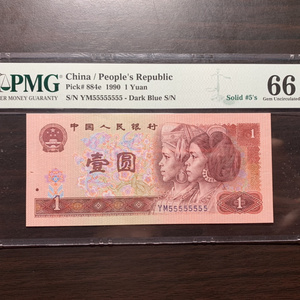 PMG
ER MONEY GUARANTY
China / People's Republic
Pick# 884e 1990 1 Yuan
S/N YM55555555 - Dark Blue S/N
Solid #5's
66
Gem Uncirculated
中国人民银行
1
壹圆
1
YM55555555